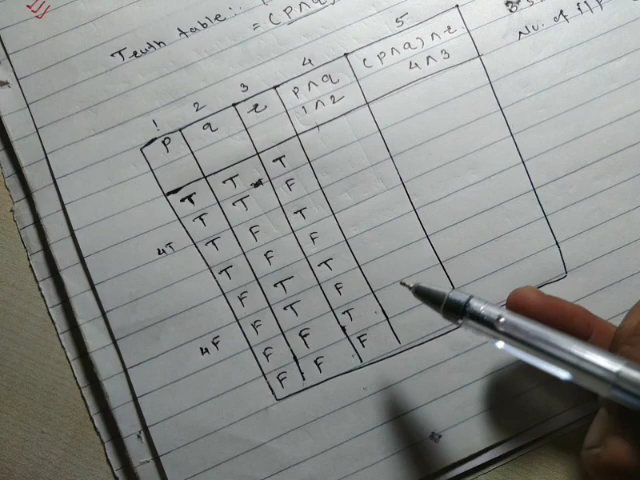 Truth table:-
= (p∧q)
No. of
1 2 3 4 5
p q r p∧q (p∧q)∧r
1∧2 4∧3
T T T
T T F
4T T F T
T F F
F T T
F T F
4F F F T
F F F